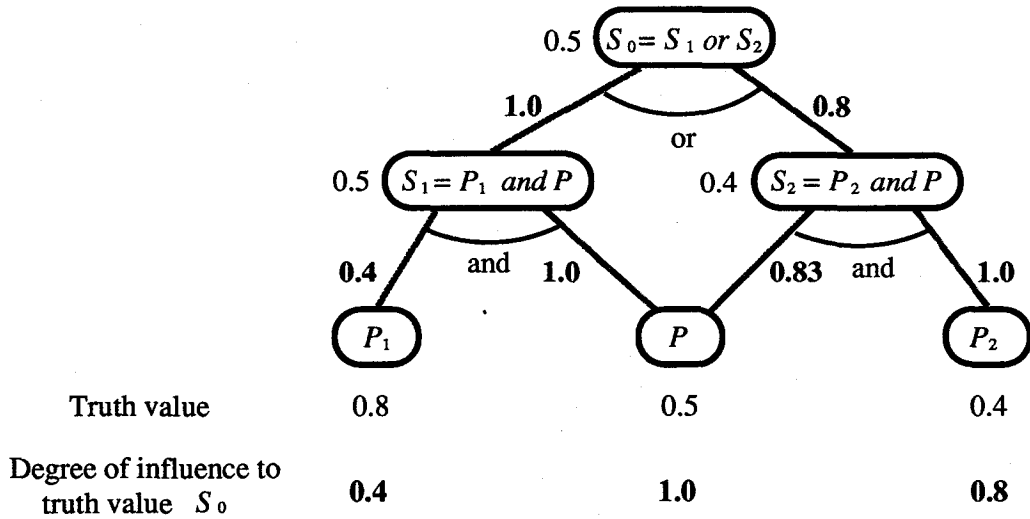 0.5 S₀ = S₁ or S₂
1.0 0.8
or
0.5 S₁ = P₁ and P 0.4 S₂ = P₂ and P
0.4 and 1.0 0.83 and 1.0
P₁ P P₂
Truth value 0.8 0.5 0.4
Degree of influence to
truth value S₀ 0.4 1.0 0.8